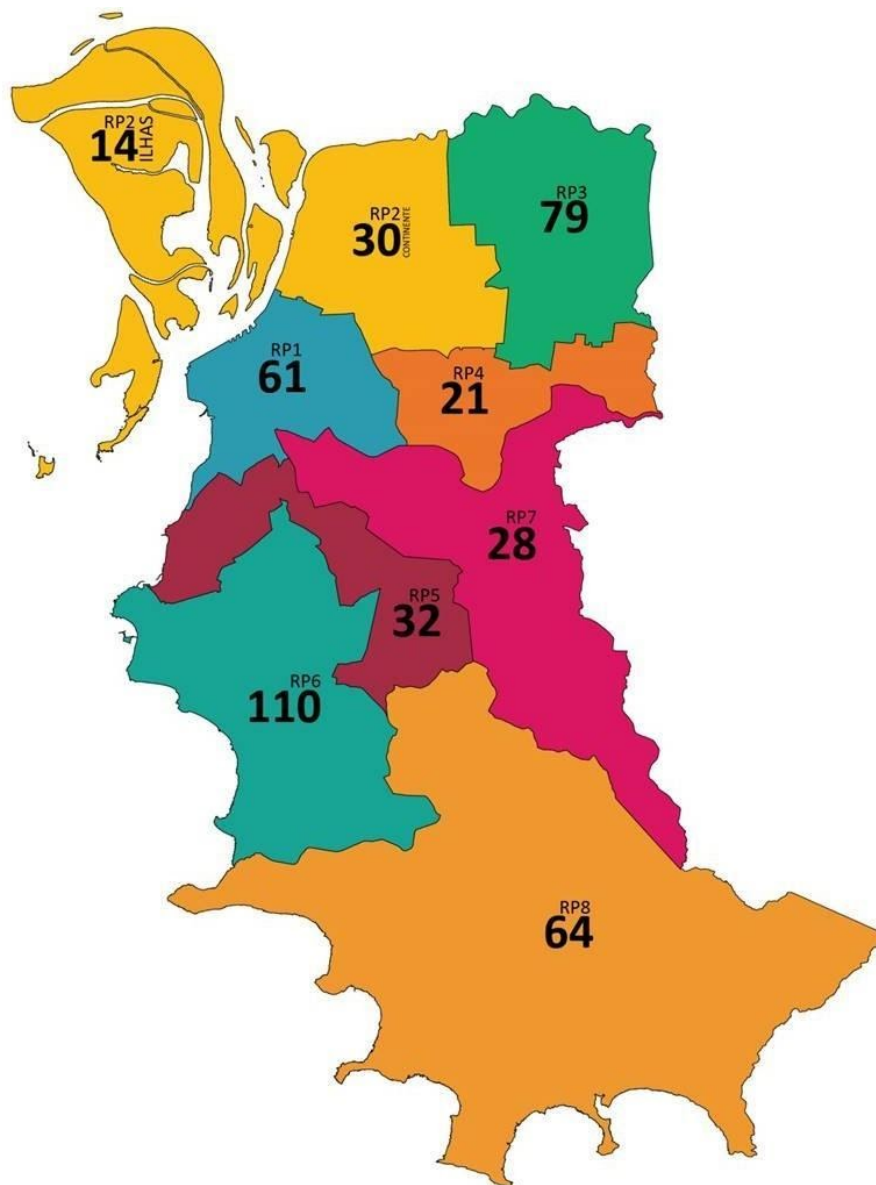 RP2
14
ILHAS
RP2
30
CONTINENTE
RP3
79
RP1
61
RP4
21
RP7
28
RP5
32
RP6
110
RP8
64